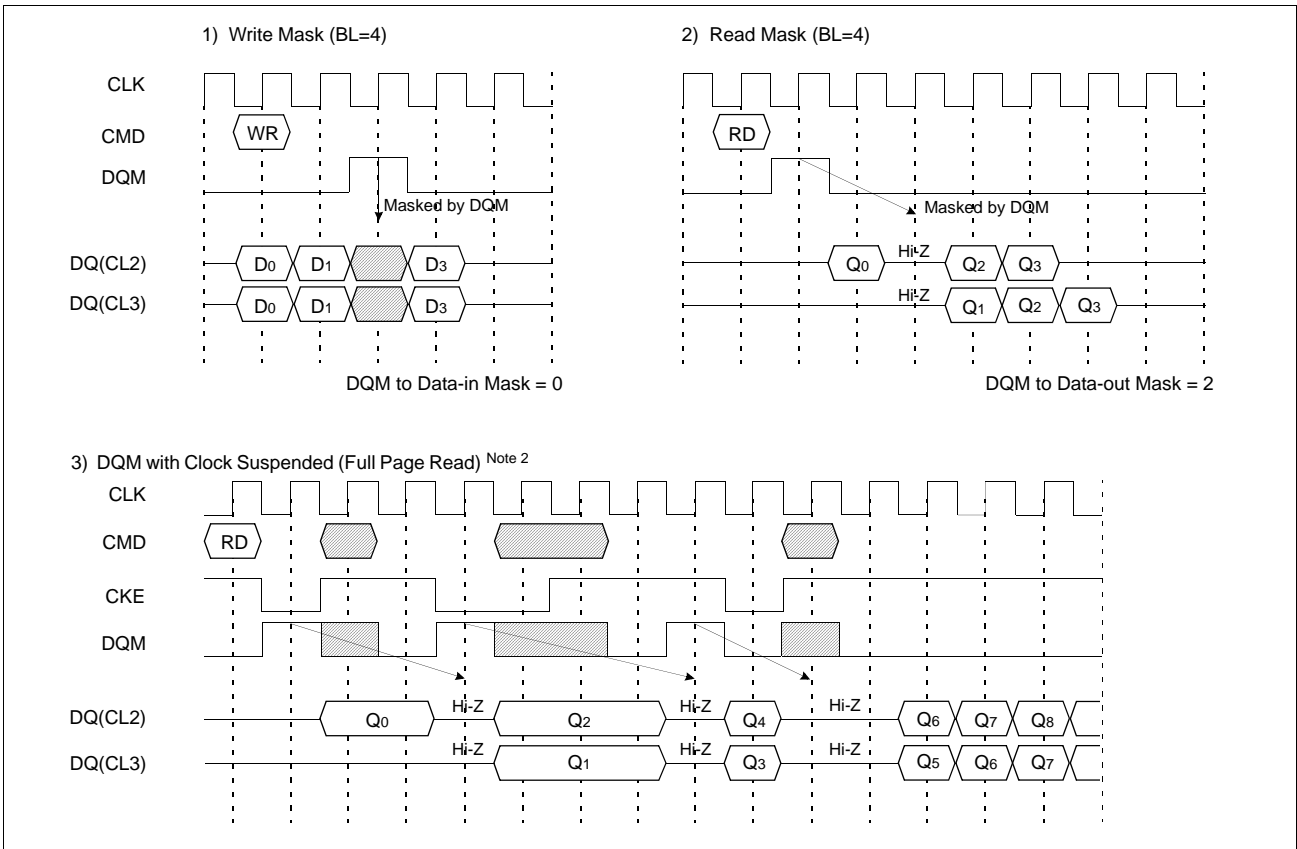 1) Write Mask (BL=4)
2) Read Mask (BL=4)
CLK
CMD WR RD
DQM
Masked by DQM
Masked by DQM
DQ(CL2) D0 D1 D3 Q0 Hi-Z Q2 Q3
DQ(CL3) D0 D1 D3 Hi-Z Q1 Q2 Q3
DQM to Data-in Mask = 0
DQM to Data-out Mask = 2
3) DQM with Clock Suspended (Full Page Read) Note 2
CLK
CMD RD
CKE
DQM
DQ(CL2) Q0 Hi-Z Q2 Hi-Z Q4 Hi-Z Q6 Q7 Q8
DQ(CL3) Hi-Z Q1 Hi-Z Q3 Hi-Z Q5 Q6 Q7